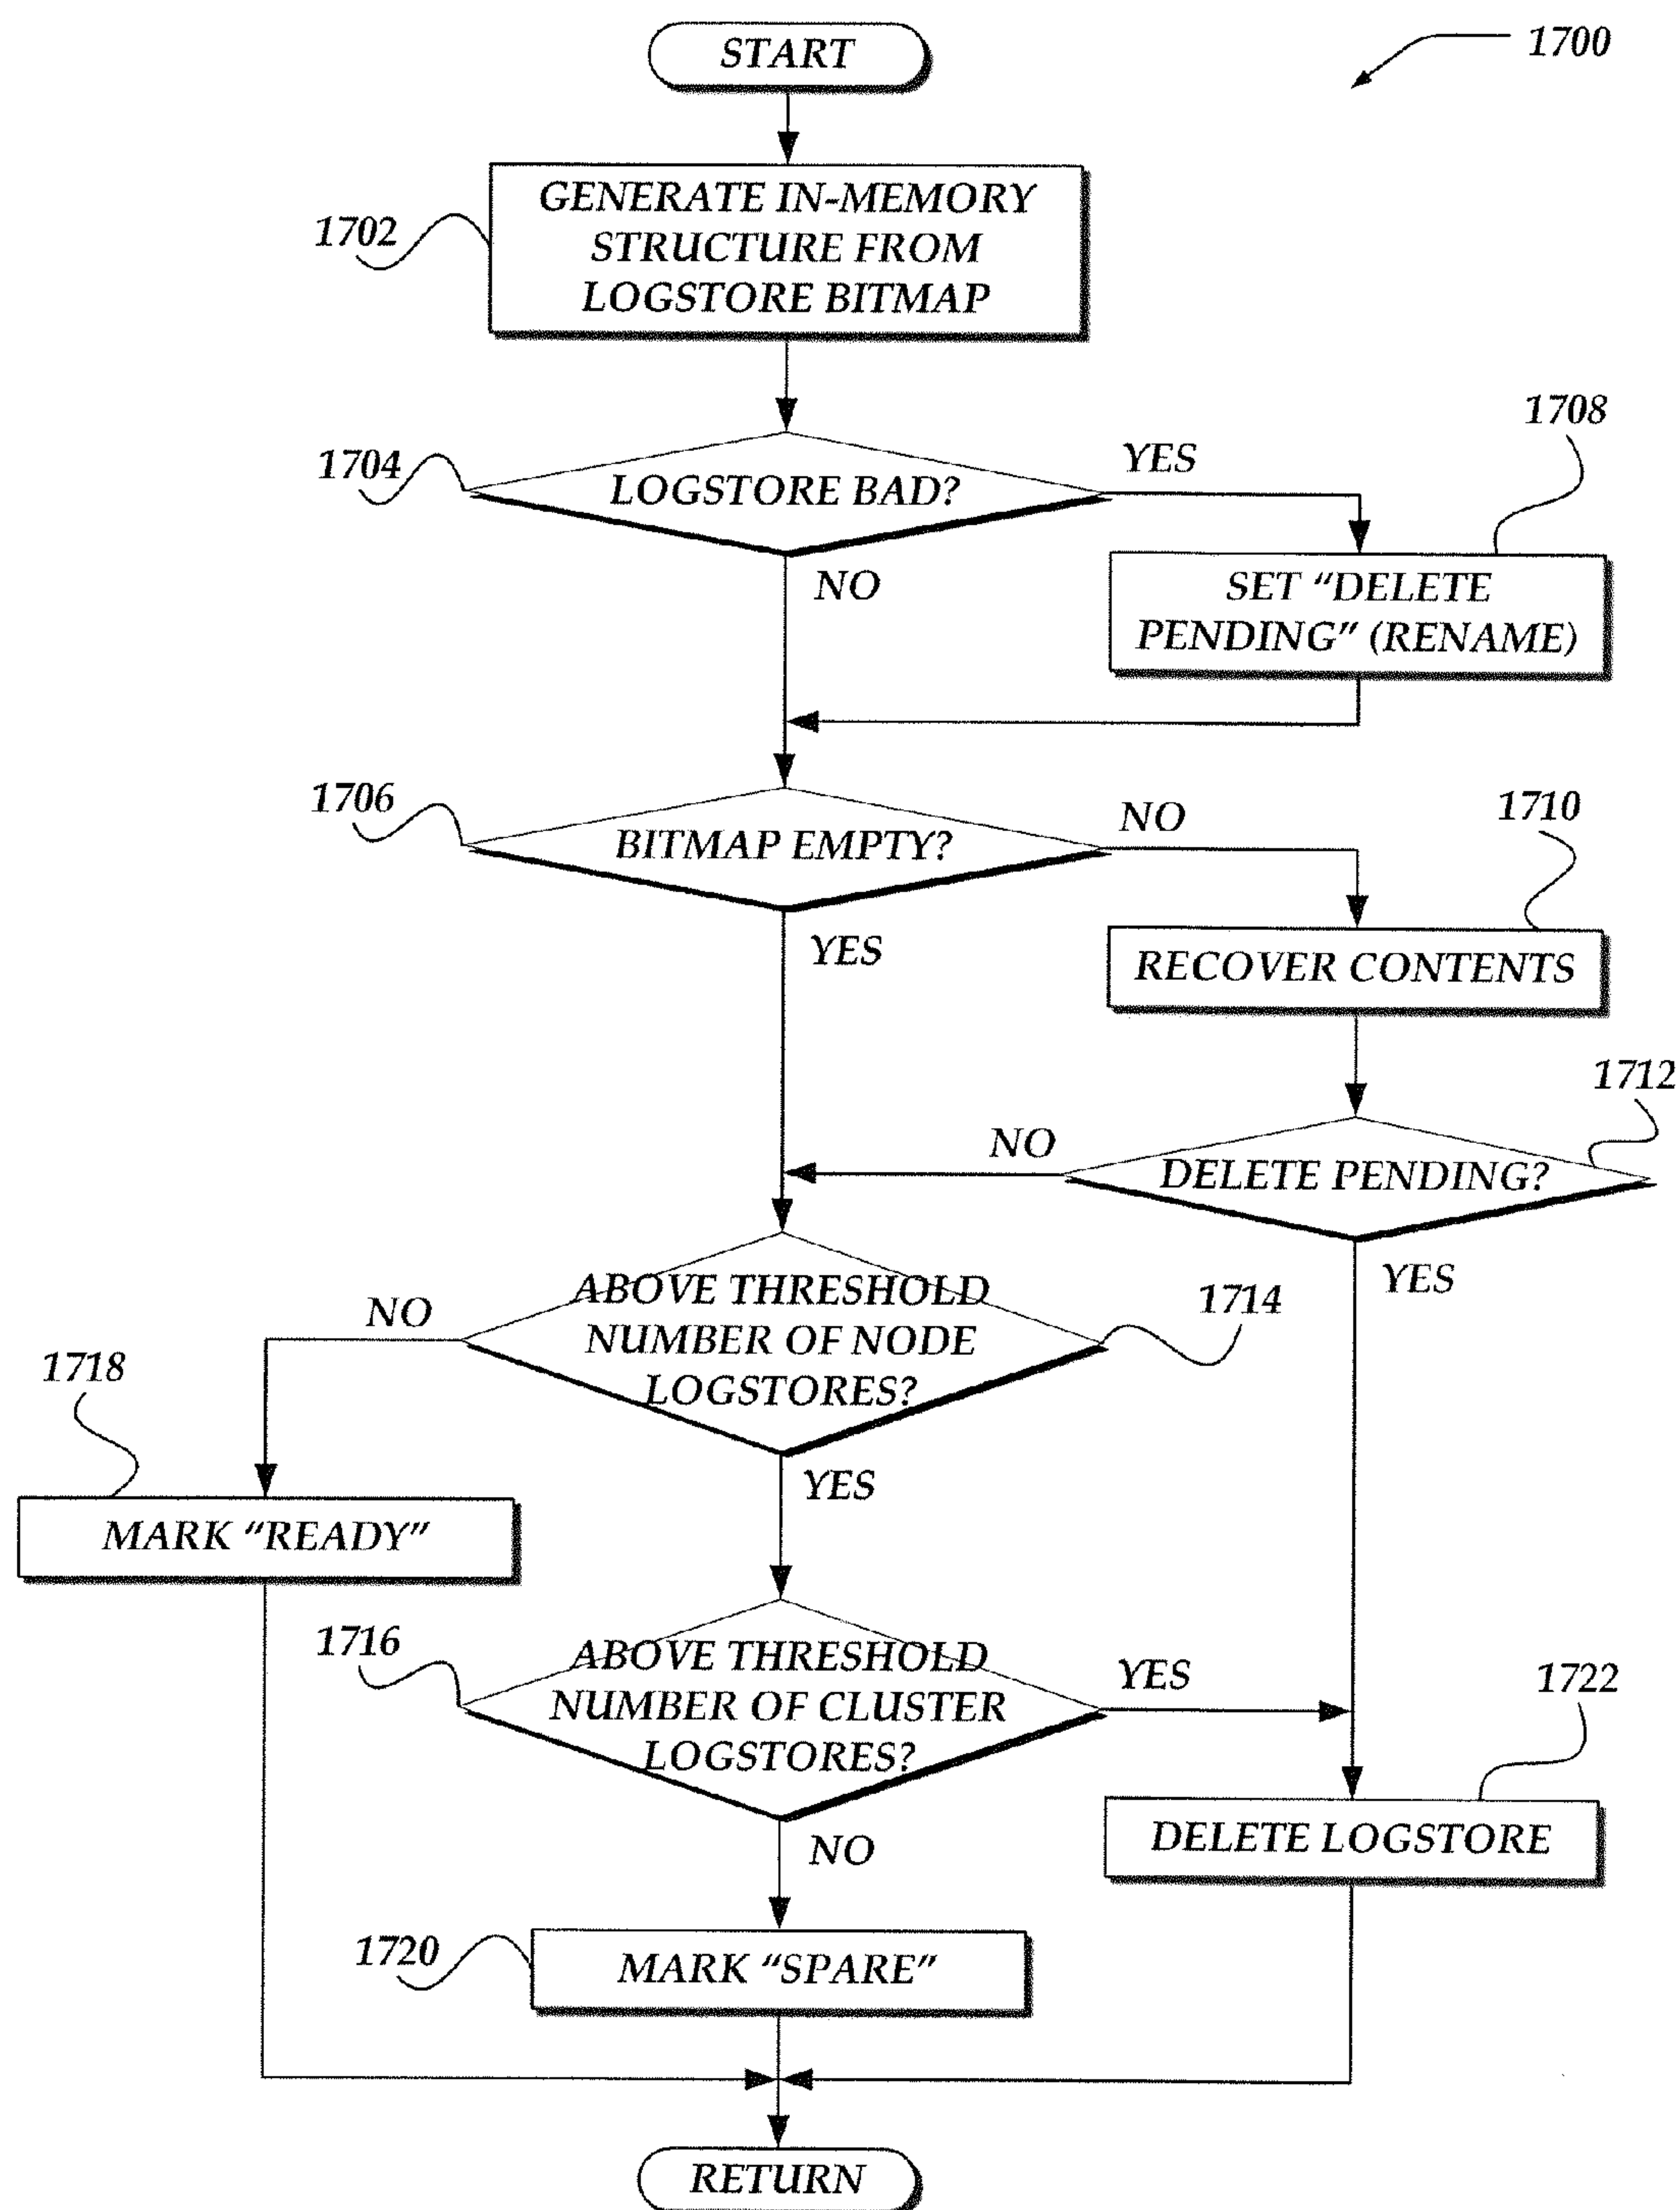 START
1700
1702
GENERATE IN-MEMORY
STRUCTURE FROM
LOGSTORE BITMAP
1704
LOGSTORE BAD?
YES
NO
1708
SET “DELETE
PENDING” (RENAME)
1706
BITMAP EMPTY?
NO
YES
1710
RECOVER CONTENTS
1712
DELETE PENDING?
NO
YES
1714
ABOVE THRESHOLD
NUMBER OF NODE
LOGSTORES?
NO
YES
1718
MARK “READY”
1716
ABOVE THRESHOLD
NUMBER OF CLUSTER
LOGSTORES?
YES
NO
1722
DELETE LOGSTORE
1720
MARK “SPARE”
RETURN